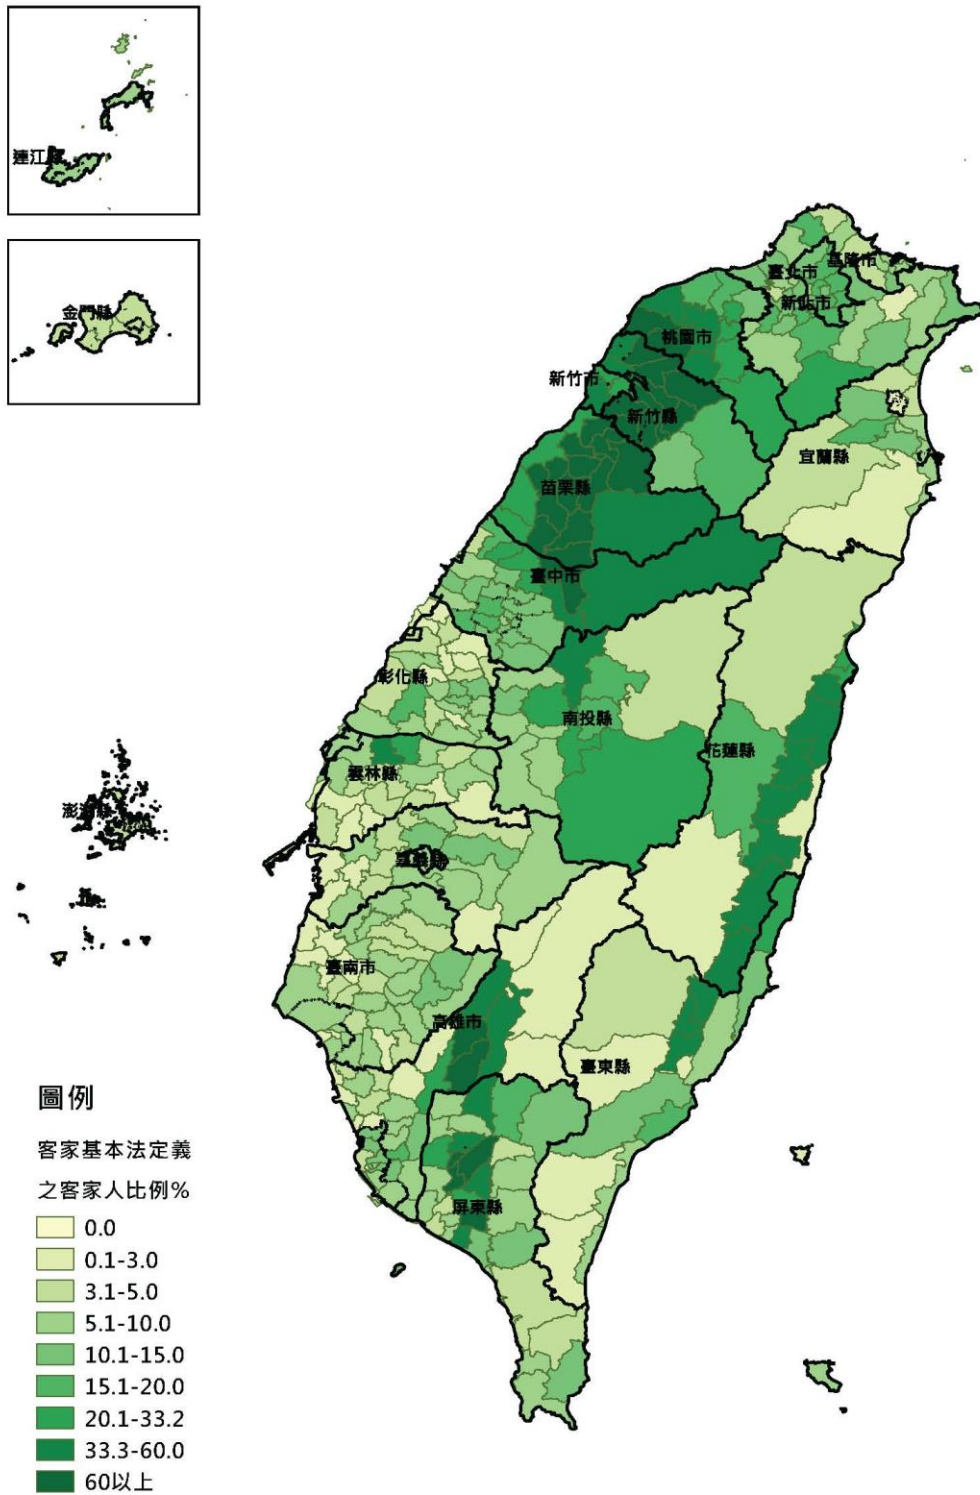 連江縣
金門縣
基隆市
臺北市
新北市
桃園市
新竹市
新竹縣
宜蘭縣
苗栗縣
臺中市
彰化縣
南投縣
花蓮縣
雲林縣
澎湖縣
嘉義縣
臺南市
高雄市
臺東縣
屏東縣
圖例
客家基本法定義
之客家人比例%
0.0
0.1-3.0
3.1-5.0
5.1-10.0
10.1-15.0
15.1-20.0
20.1-33.2
33.3-60.0
60以上